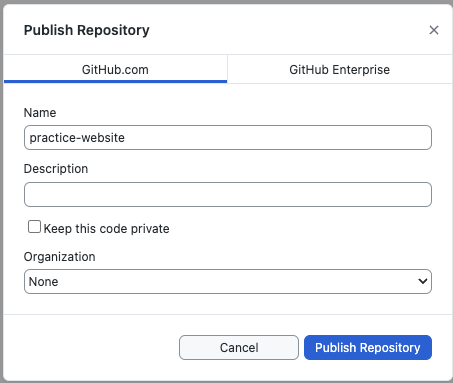 Publish Repository
GitHub.com
GitHub Enterprise
Name
practice-website
Description
Keep this code private
Organization
None
Cancel
Publish Repository